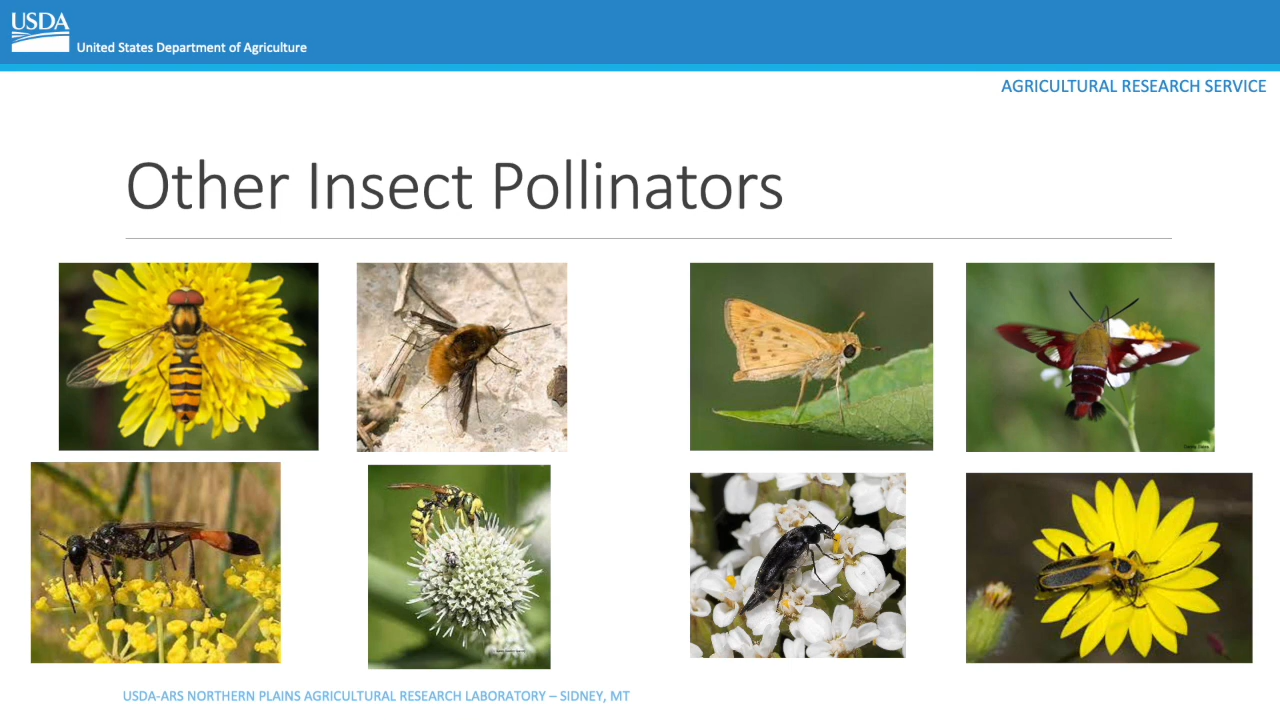 USDA
United States Department of Agriculture
AGRICULTURAL RESEARCH SERVICE
Other Insect Pollinators
USDA-ARS NORTHERN PLAINS AGRICULTURAL RESEARCH LABORATORY – SIDNEY, MT